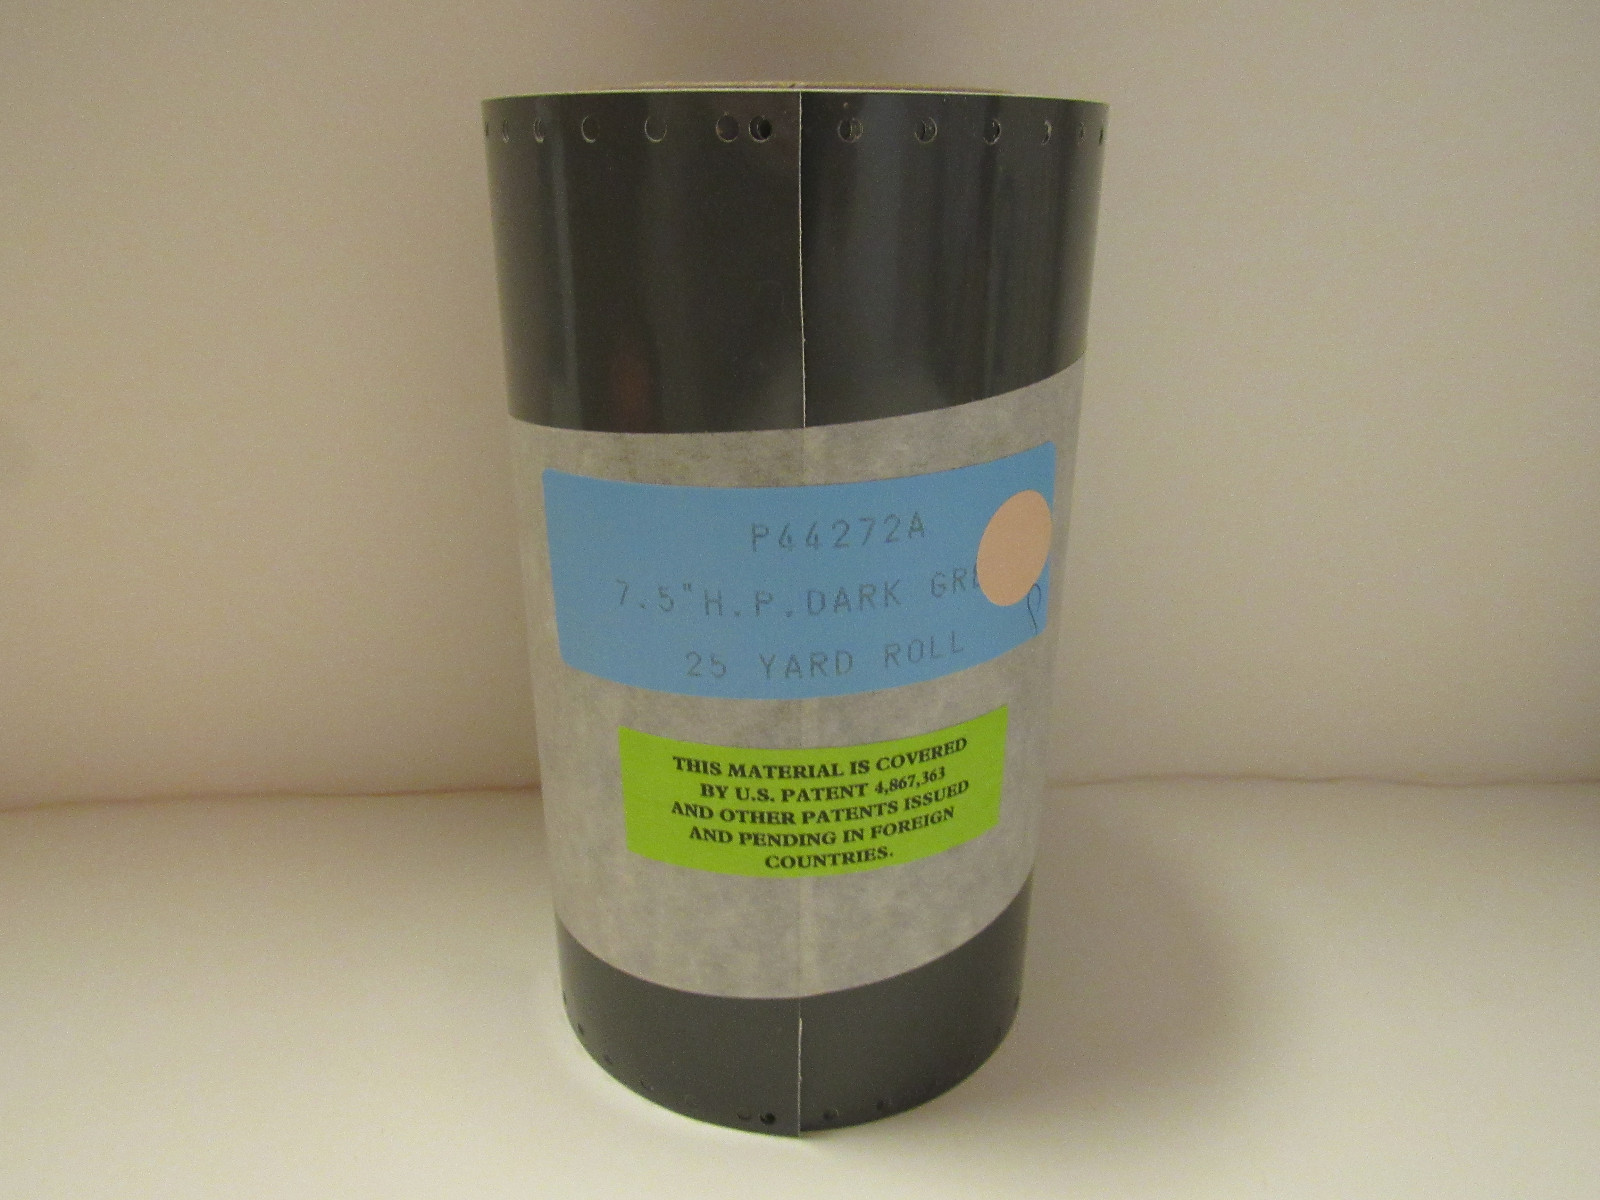 P44272A
7.5" H.P. DARK GRE
25 YARD ROLL
THIS MATERIAL IS COVERED
BY U.S. PATENT 4,867,363
AND OTHER PATENTS ISSUED
AND PENDING IN FOREIGN
COUNTRIES.